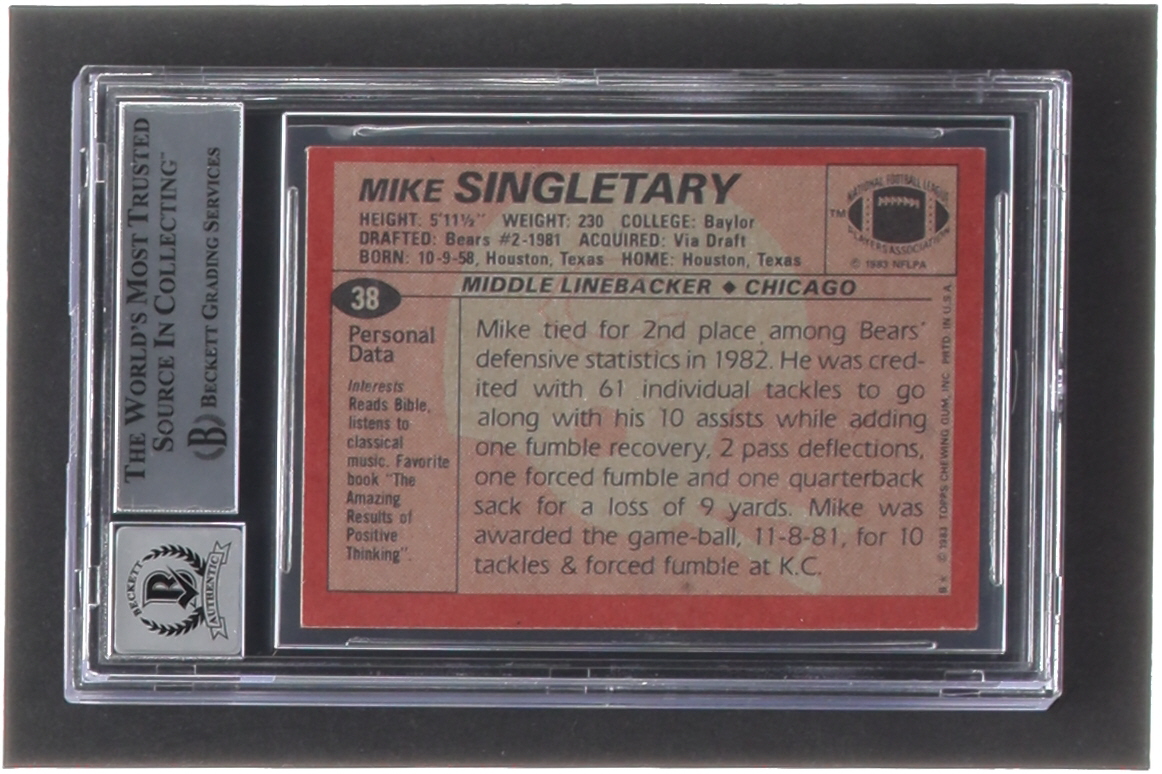 THE WORLD'S MOST TRUSTED
SOURCE IN COLLECTING™
B BECKETT GRADING SERVICES
BECKETT
B
AUTHENTIC
MIKE SINGLETARY
HEIGHT: 5'11½" WEIGHT: 230 COLLEGE: Baylor
DRAFTED: Bears #2-1981 ACQUIRED: Via Draft
BORN: 10-9-58, Houston, Texas HOME: Houston, Texas
NATIONAL FOOTBALL LEAGUE
TM
PLAYERS ASSOCIATION
© 1983 NFLPA
MIDDLE LINEBACKER ◆ CHICAGO
38
Personal
Data
Interests
Reads Bible,
listens to
classical
music. Favorite
book "The
Amazing
Results of
Positive
Thinking".
Mike tied for 2nd place among Bears'
defensive statistics in 1982. He was cred-
ited with 61 individual tackles to go
along with his 10 assists while adding
one fumble recovery, 2 pass deflections,
one forced fumble and one quarterback
sack for a loss of 9 yards. Mike was
awarded the game-ball, 11-8-81, for 10
tackles & forced fumble at K.C.
B* © 1983 TOPPS CHEWING GUM, INC. PRTD. IN U.S.A.